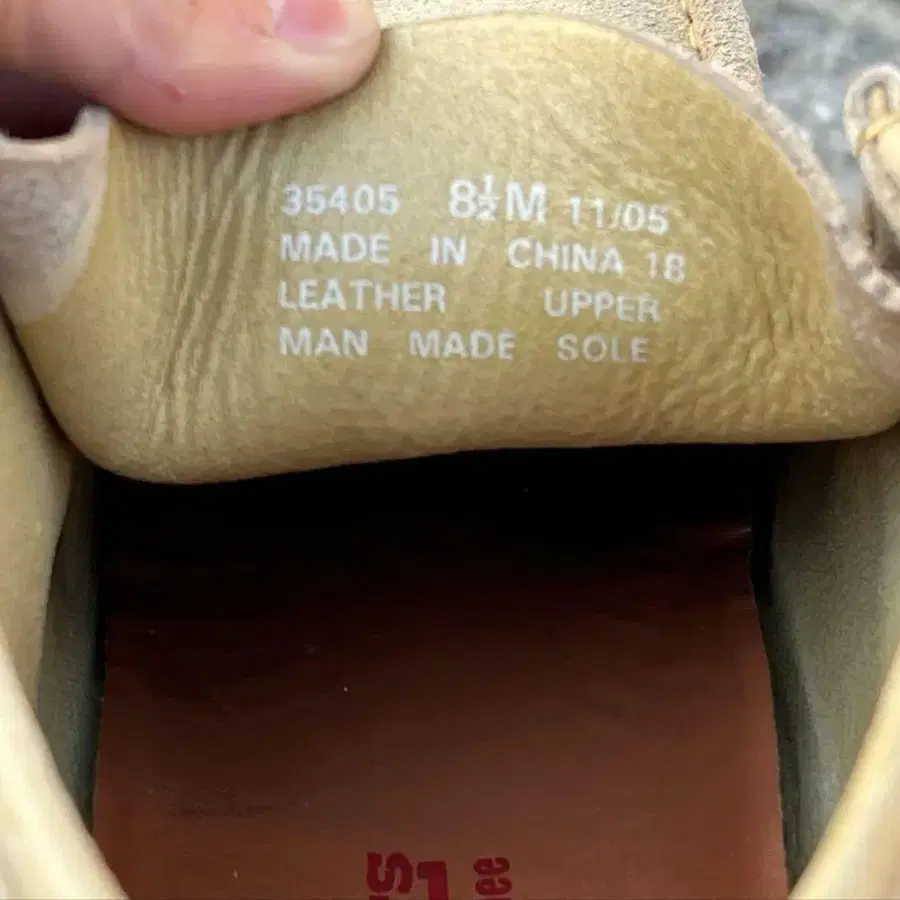 35405 8½M 11/05
MADE IN CHINA 18
LEATHER UPPER
MAN MADE SOLE